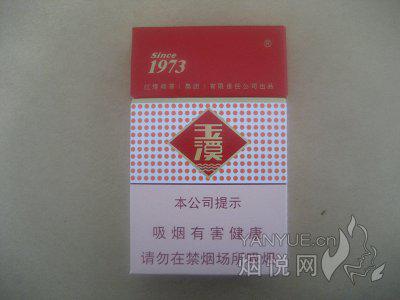 Since
1973
®
红塔烟草(集团)有限责任公司出品
玉溪
本公司提示
吸烟有害健康
请勿在禁烟场所吸烟
YANYUE.cn
烟悦网